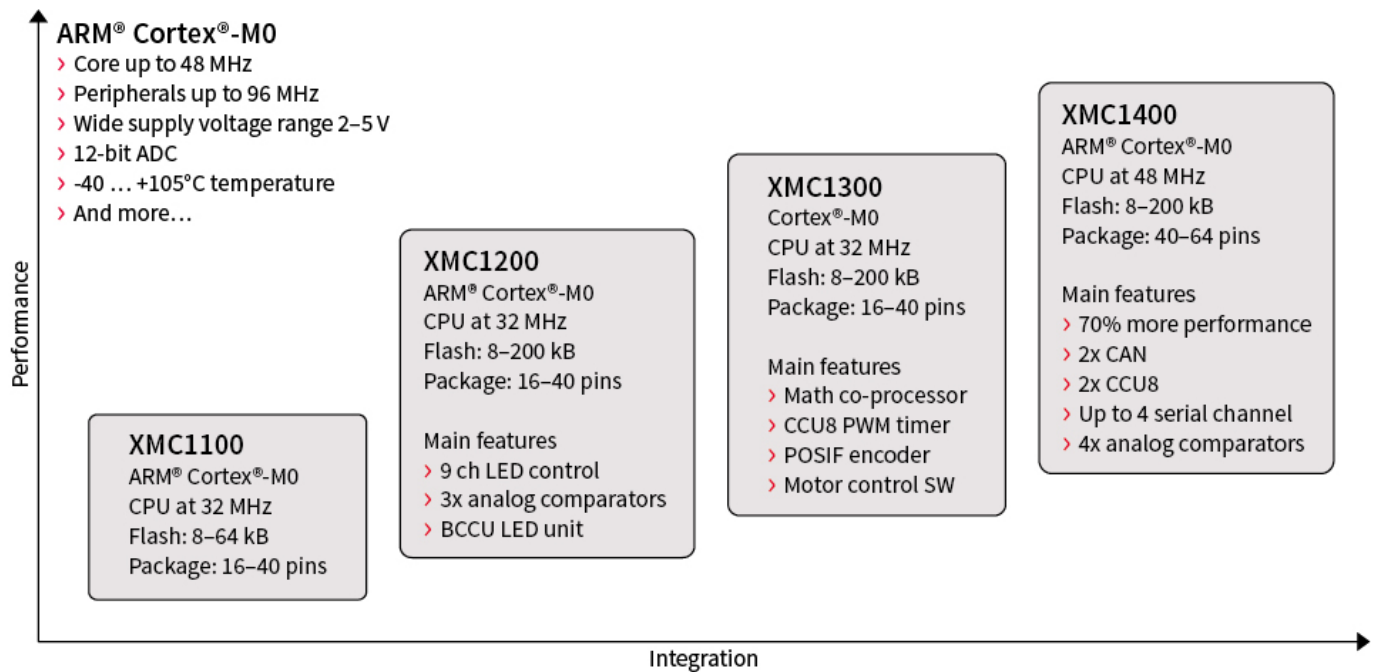 ARM® Cortex®-M0
› Core up to 48 MHz
› Peripherals up to 96 MHz
› Wide supply voltage range 2–5 V
› 12-bit ADC
› -40 … +105°C temperature
› And more…
Performance
XMC1100
ARM® Cortex®-M0
CPU at 32 MHz
Flash: 8–64 kB
Package: 16–40 pins
XMC1200
ARM® Cortex®-M0
CPU at 32 MHz
Flash: 8–200 kB
Package: 16–40 pins
Main features
› 9 ch LED control
› 3x analog comparators
› BCCU LED unit
XMC1300
Cortex®-M0
CPU at 32 MHz
Flash: 8–200 kB
Package: 16–40 pins
Main features
› Math co-processor
› CCU8 PWM timer
› POSIF encoder
› Motor control SW
XMC1400
ARM® Cortex®-M0
CPU at 48 MHz
Flash: 8–200 kB
Package: 40–64 pins
Main features
› 70% more performance
› 2x CAN
› 2x CCU8
› Up to 4 serial channel
› 4x analog comparators
Integration